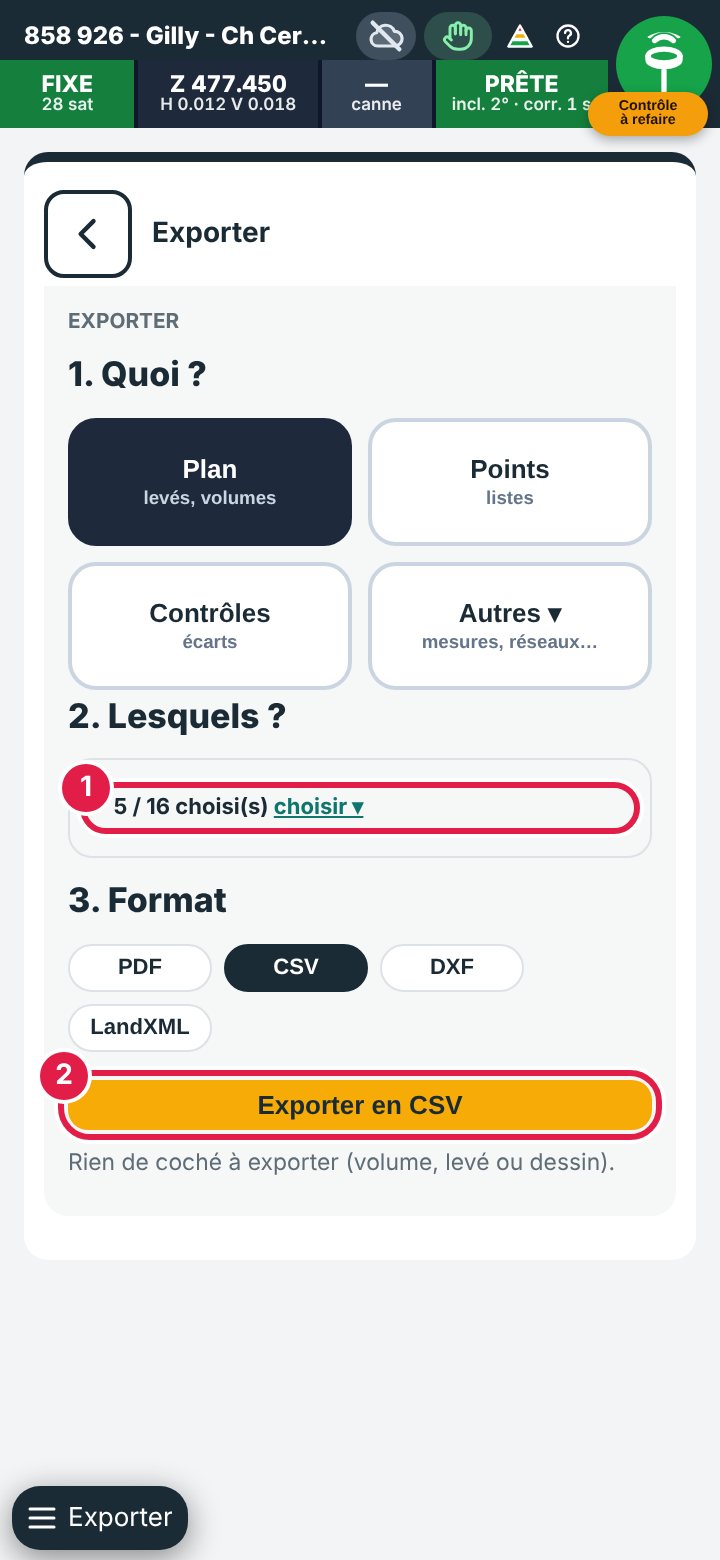 858 926 - Gilly - Ch Cer...
FIXE
28 sat
Z 477.450
H 0.012 V 0.018
—
canne
PRÊTE
incl. 2° · corr. 1 s
Contrôle
à refaire
Exporter
EXPORTER
1. Quoi ?
Plan
levés, volumes
Points
listes
Contrôles
écarts
Autres ▾
mesures, réseaux...
2. Lesquels ?
1
5 / 16 choisi(s) choisir ▾
3. Format
PDF
CSV
DXF
LandXML
2
Exporter en CSV
Rien de coché à exporter (volume, levé ou dessin).
Exporter